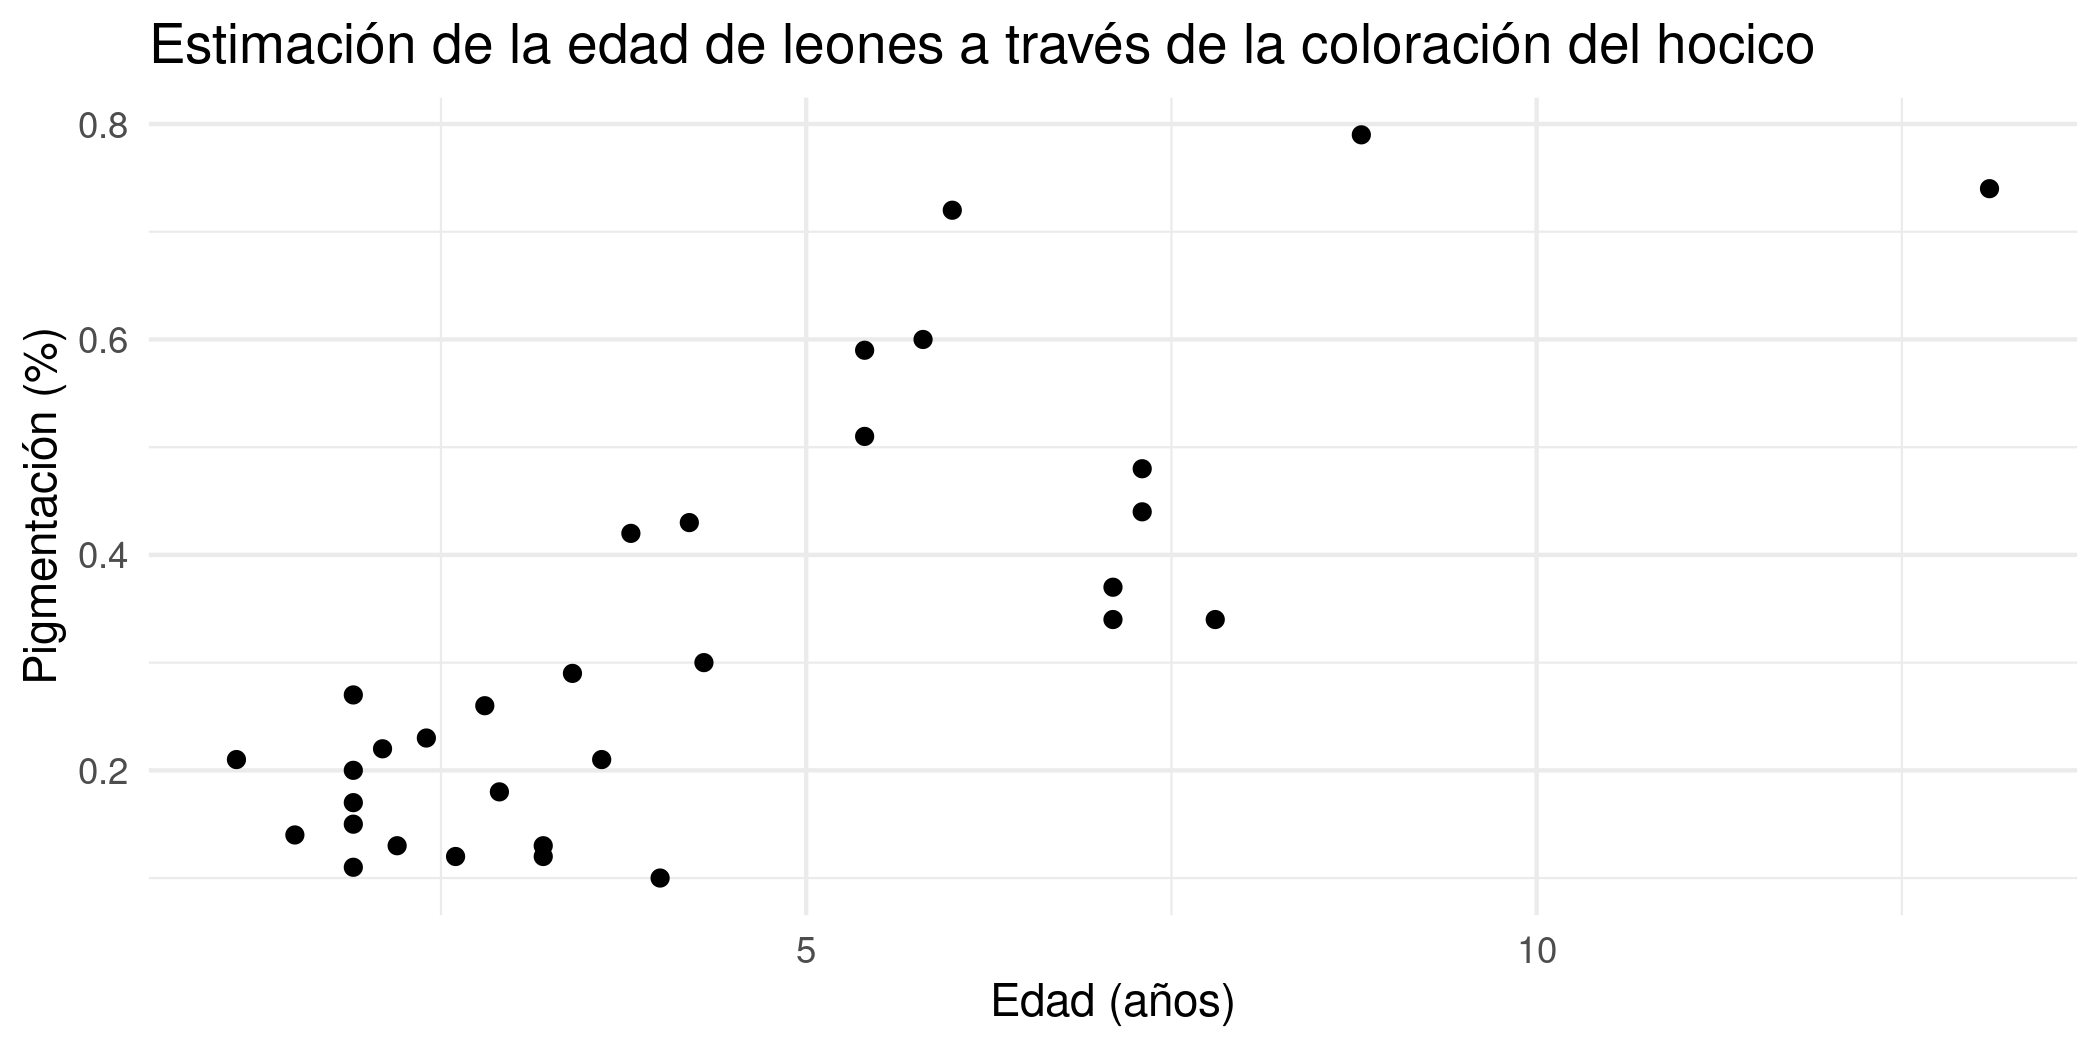 Estimación de la edad de leones a través de la coloración del hocico
Pigmentación (%)
0.8
0.6
0.4
0.2
5
10
Edad (años)